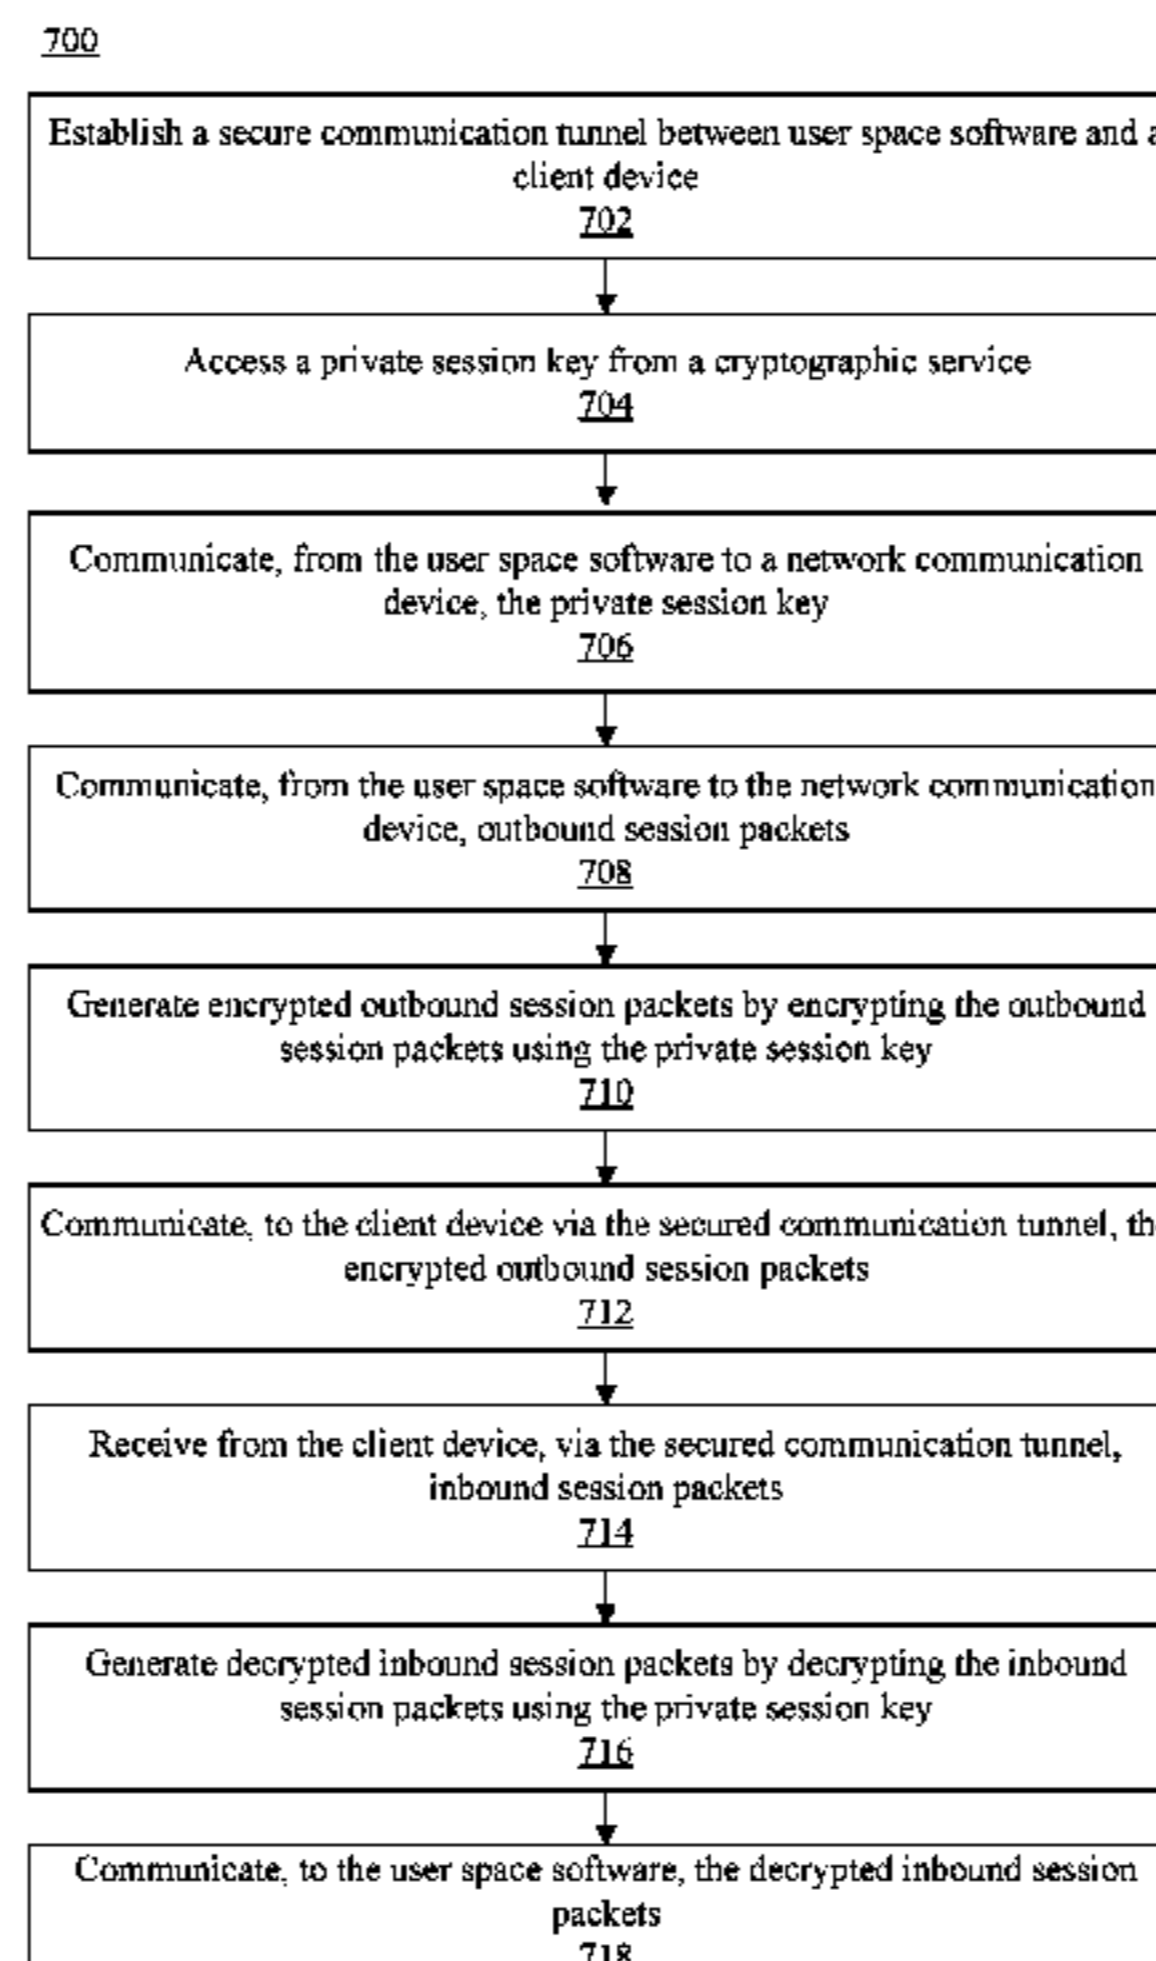 700
Establish a secure communication tunnel between user space software and a
client device
702
Access a private session key from a cryptographic service
704
Communicate, from the user space software to a network communication
device, the private session key
706
Communicate, from the user space software to the network communication
device, outbound session packets
708
Generate encrypted outbound session packets by encrypting the outbound
session packets using the private session key
710
Communicate, to the client device via the secured communication tunnel, th
encrypted outbound session packets
712
Receive from the client device, via the secured communication tunnel,
inbound session packets
714
Generate decrypted inbound session packets by decrypting the inbound
session packets using the private session key
716
Communicate, to the user space software, the decrypted inbound session
packets
718